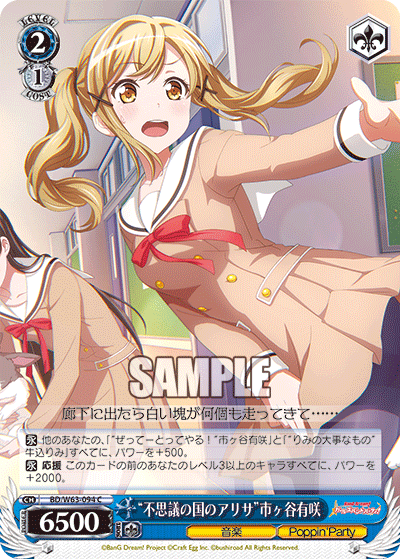 LEVEL
2
1
COST
SAMPLE
廊下に出たら白い塊が何個も走ってきて……
永 他のあなたの、「“ぜってーとってやる！”市ヶ谷有咲」と「“りみの大事なもの”
牛込りみ」すべてに、パワーを+500。
永 応援 このカードの前のあなたのレベル3以上のキャラすべてに、パワーを
+2000。
CH
BD/W63-094 C
POWER
6500
“不思議の国のアリサ”市ヶ谷有咲
音楽
Poppin'Party
©BanG Dream! Project ©Craft Egg Inc. ©bushiroad All Rights Reserved.